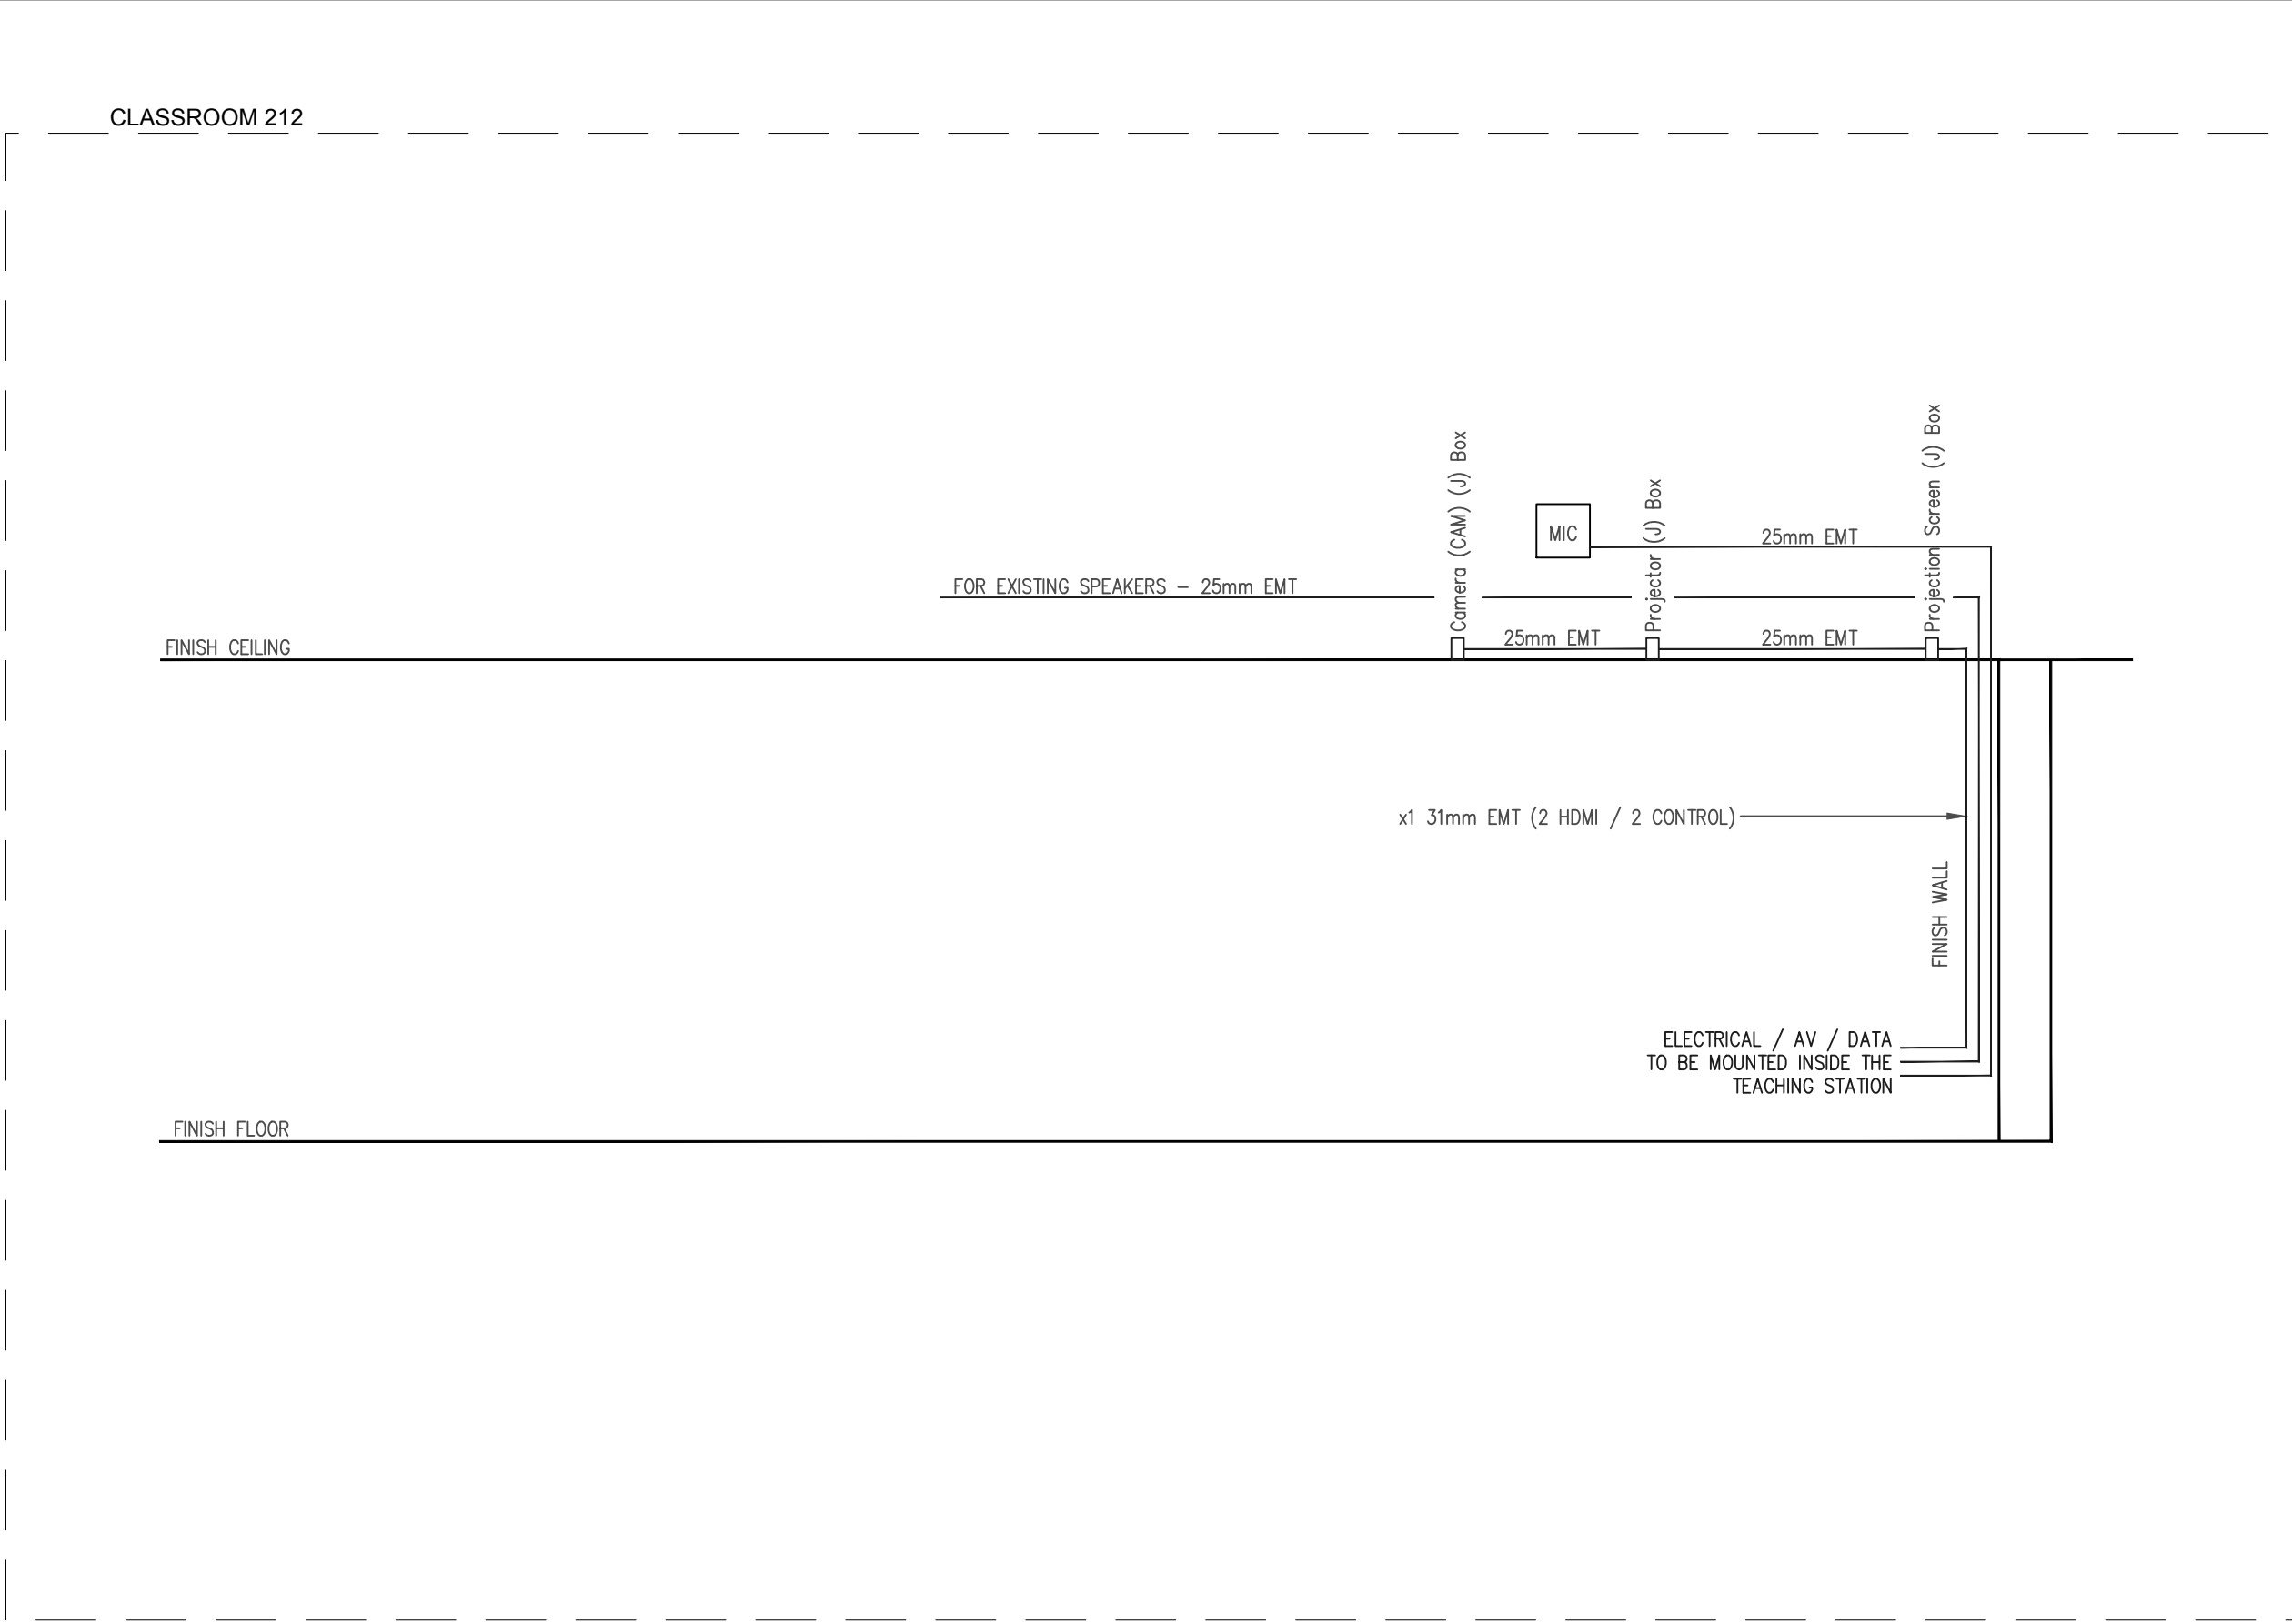 CLASSROOM 212
Camera (CAM) (J) Box
Projector (J) Box
Projection Screen (J) Box
MIC
25mm EMT
FOR EXISTING SPEAKERS - 25mm EMT
25mm EMT
25mm EMT
FINISH CEILING
x1 31mm EMT (2 HDMI / 2 CONTROL)
FINISH WALL
ELECTRICAL / AV / DATA
TO BE MOUNTED INSIDE THE
TEACHING STATION
FINISH FLOOR